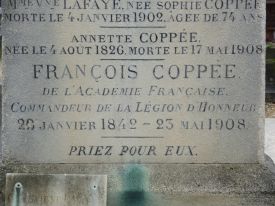 LAFAYE, NÉE SOPHIE COPPÉE
MORTE LE 4 JANVIER 1902, AGÉE DE 74 ANS
ANNETTE COPPÉE,
NÉE LE 4 AOUT 1826, MORTE LE 17 MAI 1908
FRANÇOIS COPPÉE,
DE L'ACADEMIE FRANÇAISE,
COMMANDEUR DE LA LÉGION D'HONNEUR
26 JANVIER 1842 – 23 MAI 1908
PRIEZ POUR EUX.